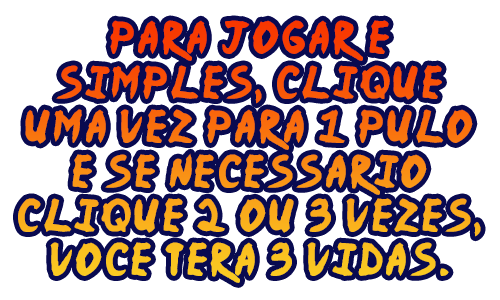 PARA JOGAR E
SIMPLES, CLIQUE
UMA VEZ PARA 1 PULO
E SE NECESSARIO
CLIQUE 2 OU 3 VEZES,
VOCE TERA 3 VIDAS.